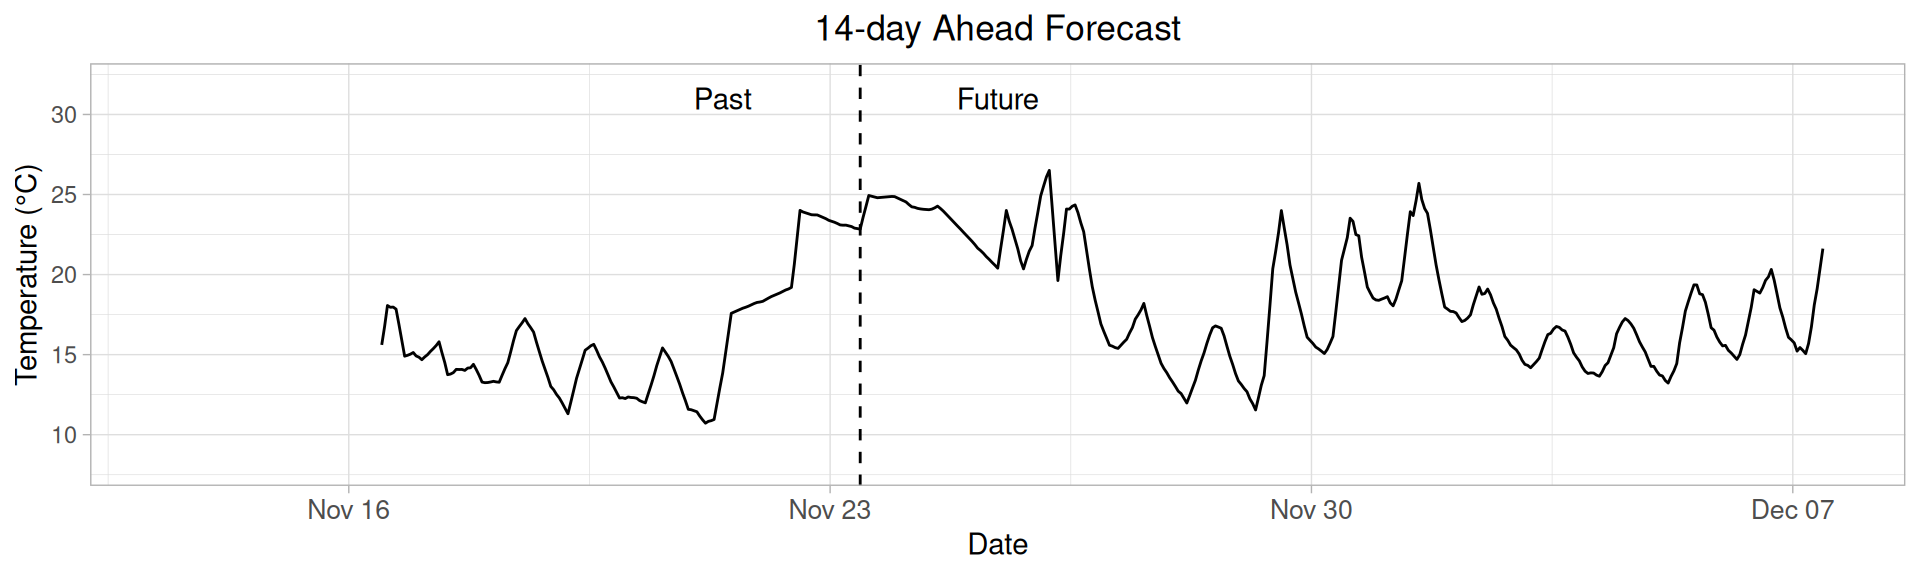 14-day Ahead Forecast
Past
Future
30
25
20
15
10
Temperature (°C)
Nov 16
Nov 23
Nov 30
Dec 07
Date